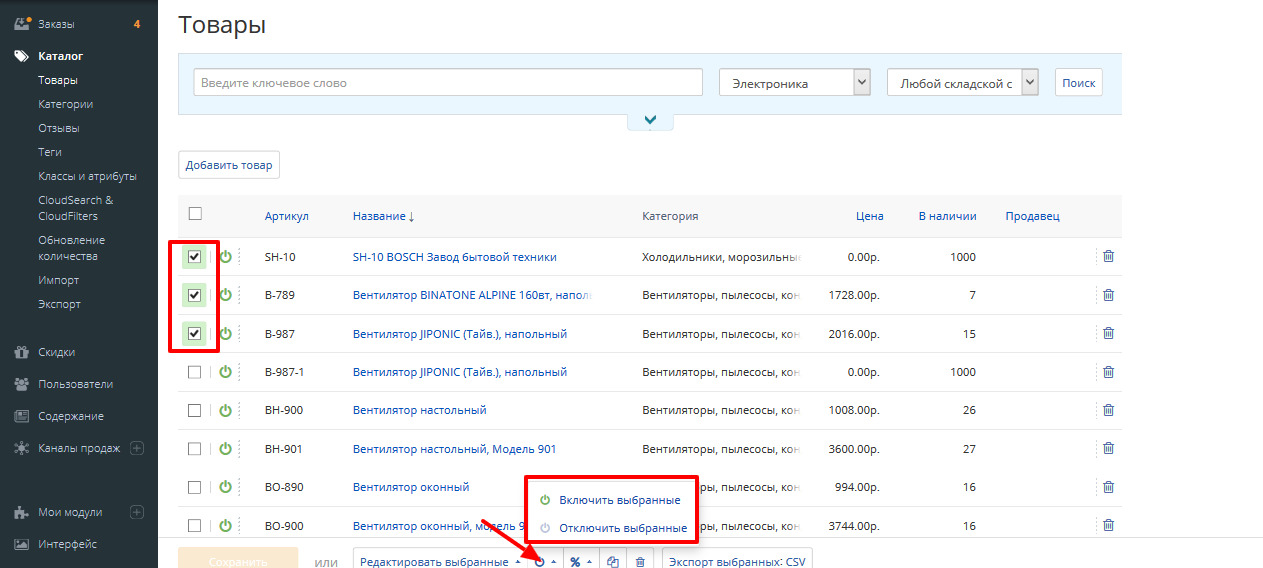 Заказы 4
Каталог
Товары
Категории
Отзывы
Теги
Классы и атрибуты
CloudSearch &
CloudFilters
Обновление
количества
Импорт
Экспорт
Скидки
Пользователи
Содержание
Каналы продаж
Мои модули
Интерфейс
Товары
Введите ключевое слово Электроника Любой складской с Поиск
Добавить товар
Артикул Название ↓ Категория Цена В наличии Продавец
SH-10 SH-10 BOSCH Завод бытовой техники Холодильники, морозильные 0.00р. 1000
B-789 Вентилятор BINATONE ALPINE 160вт, напол Вентиляторы, пылесосы, кон 1728.00р. 7
B-987 Вентилятор JIPONIC (Тайв.), напольный Вентиляторы, пылесосы, кон 2016.00р. 15
B-987-1 Вентилятор JIPONIC (Тайв.), напольный Вентиляторы, пылесосы, кон 0.00р. 1000
BH-900 Вентилятор настольный Вентиляторы, пылесосы, кон 1008.00р. 26
BH-901 Вентилятор настольный, Модель 901 Вентиляторы, пылесосы, кон 3600.00р. 27
BO-890 Вентилятор оконный ры, пылесосы, кон 994.00р. 16
BO-900 Вентилятор оконный, модель 9 ры, пылесосы, кон 3744.00р. 16
Включить выбранные
Отключить выбранные
Сохранить или Редактировать выбранные % Экспорт выбранных: CSV